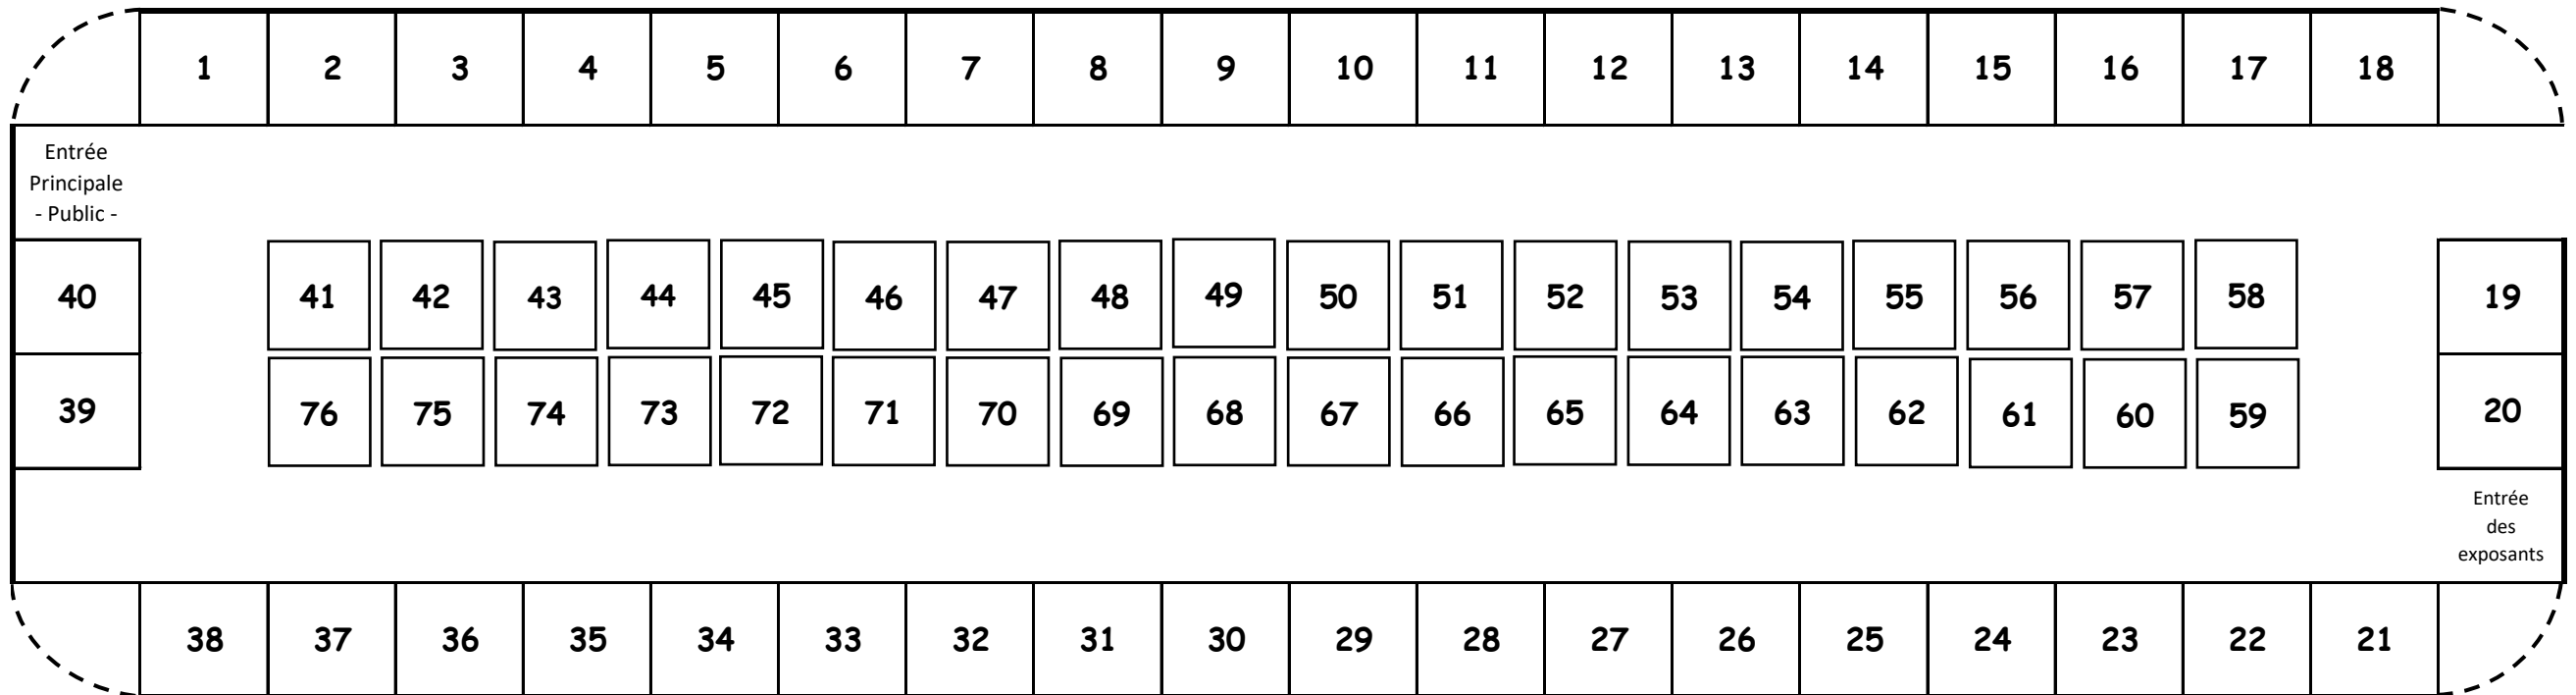 1 2 3 4 5 6 7 8 9 10 11 12 13 14 15 16 17 18
Entrée
Principale
- Public -
40 41 42 43 44 45 46 47 48 49 50 51 52 53 54 55 56 57 58 19
39 76 75 74 73 72 71 70 69 68 67 66 65 64 63 62 61 60 59 20
Entrée
des
exposants
38 37 36 35 34 33 32 31 30 29 28 27 26 25 24 23 22 21